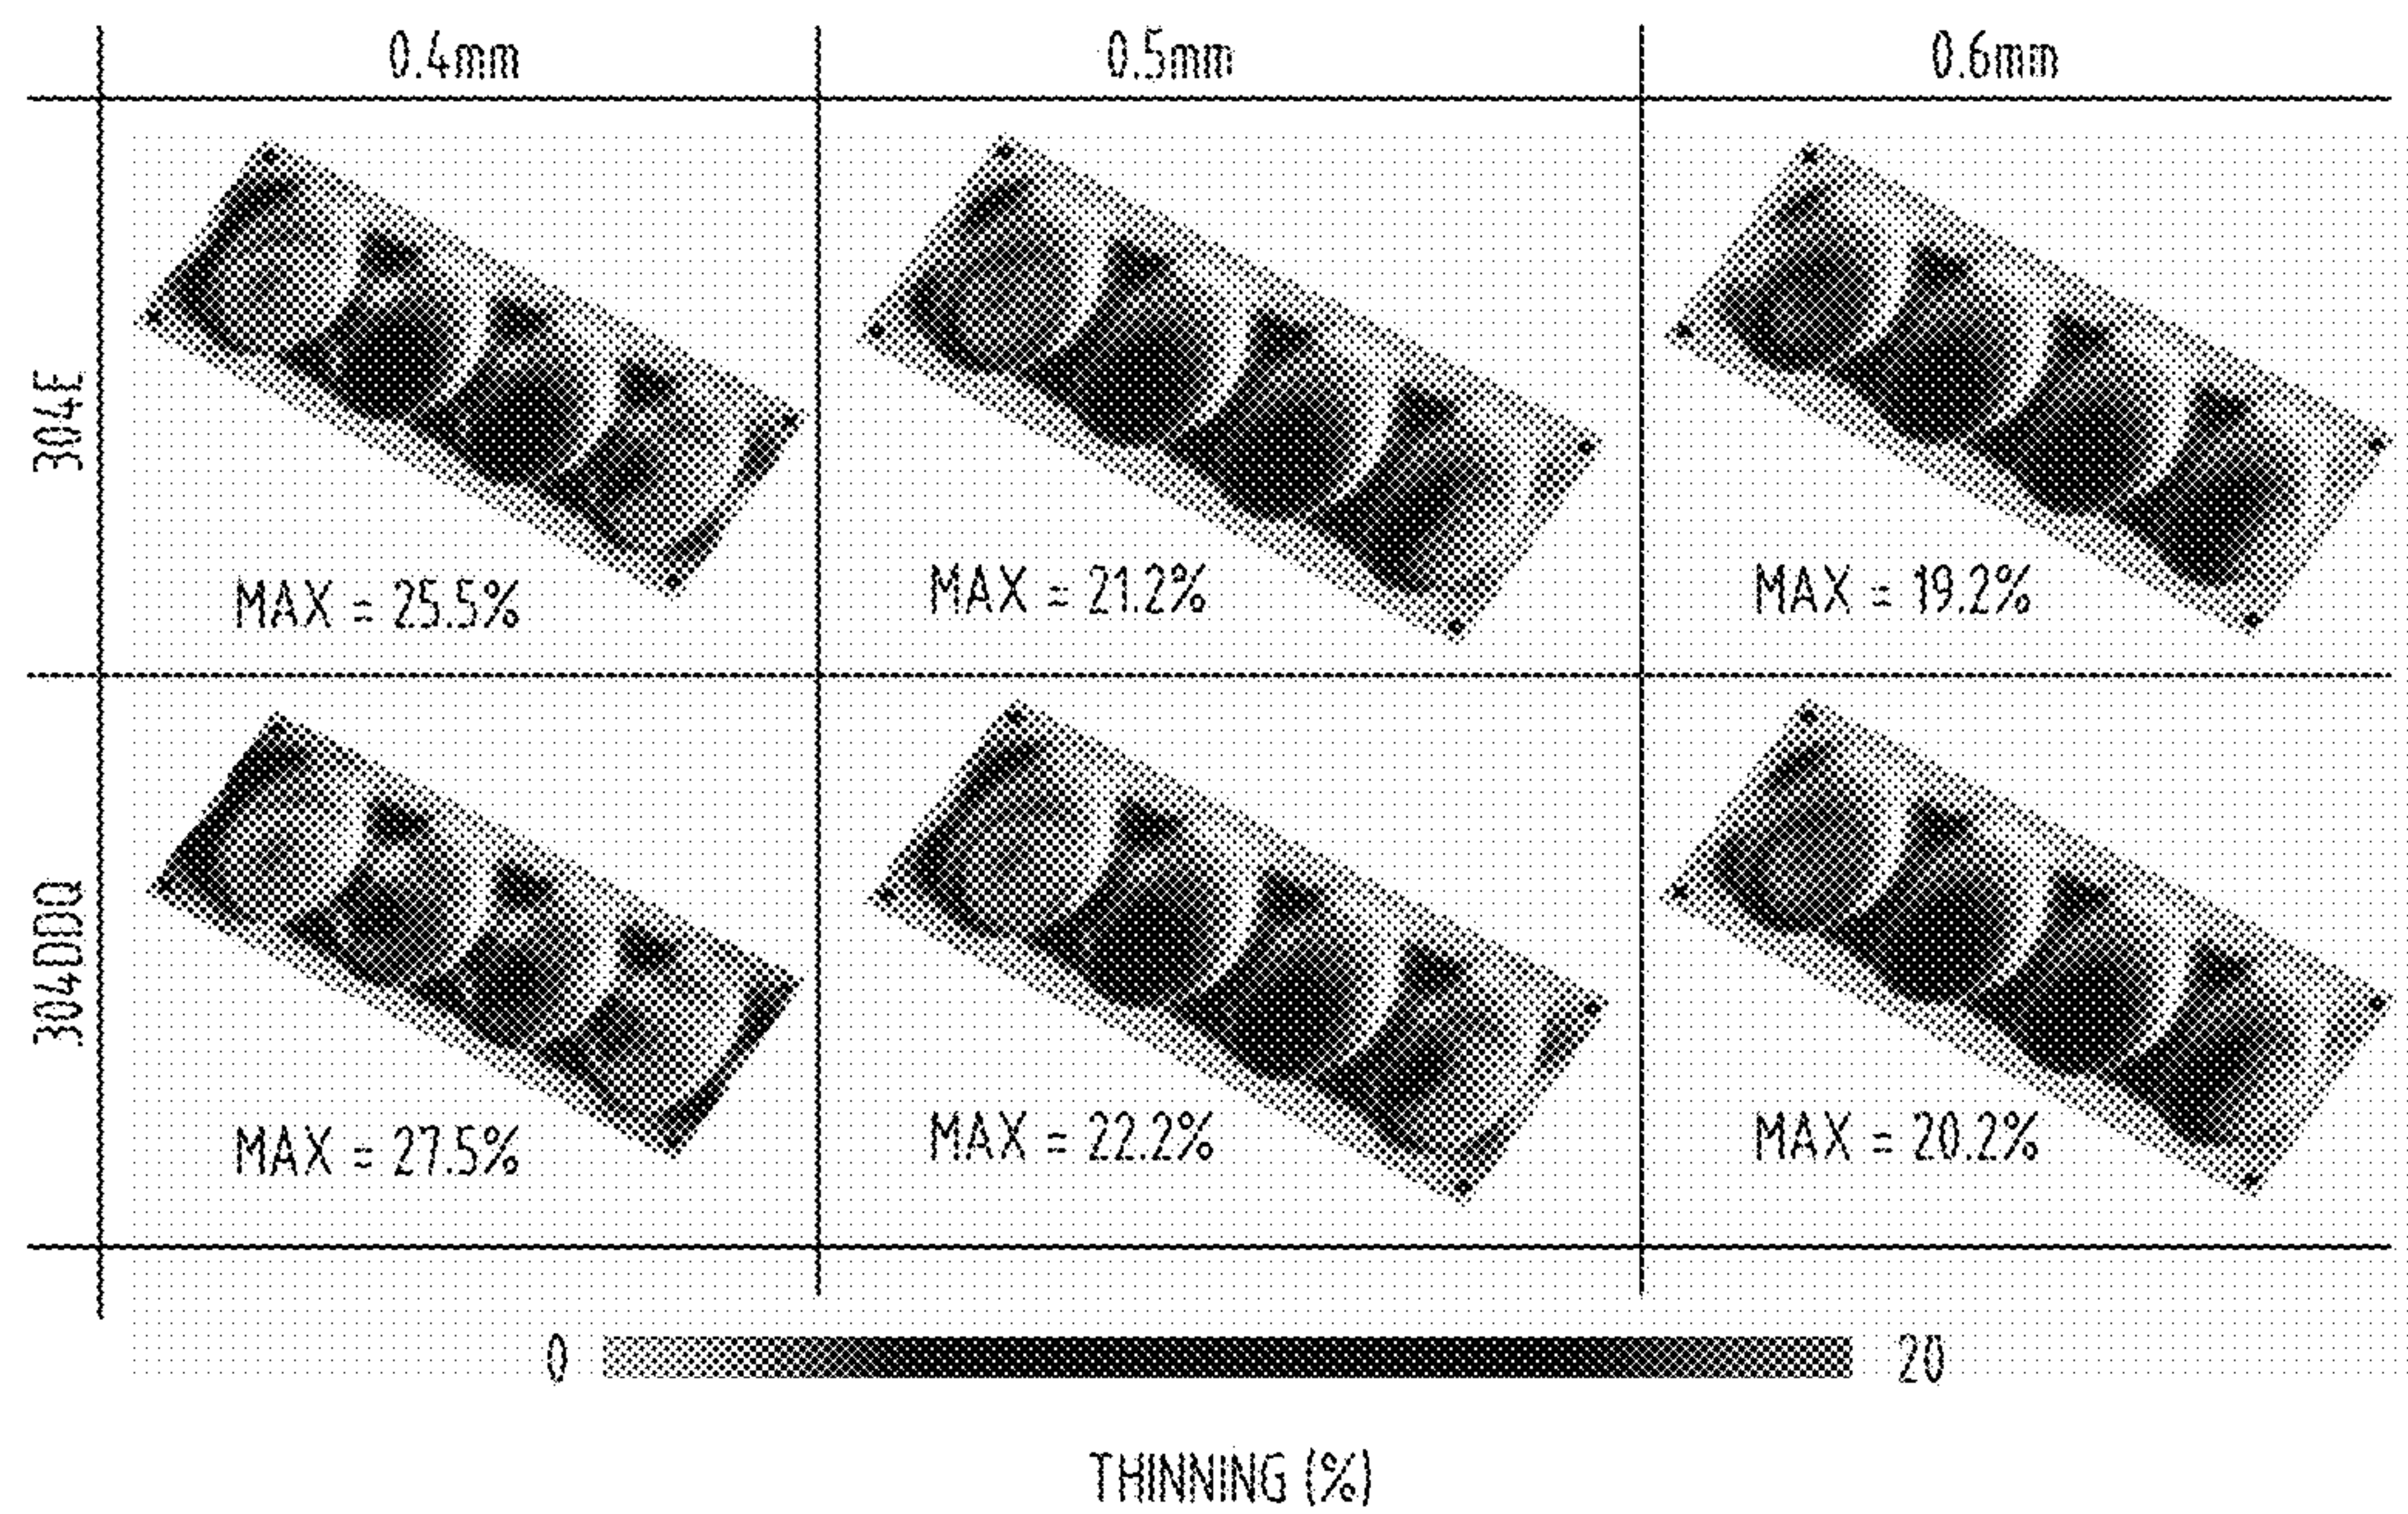 0.4mm 0.5mm 0.6mm
304E
MAX = 25.5% MAX = 21.2% MAX = 19.2%
304DDQ
MAX = 27.5% MAX = 22.2% MAX = 20.2%
0 20
THINNING (%)